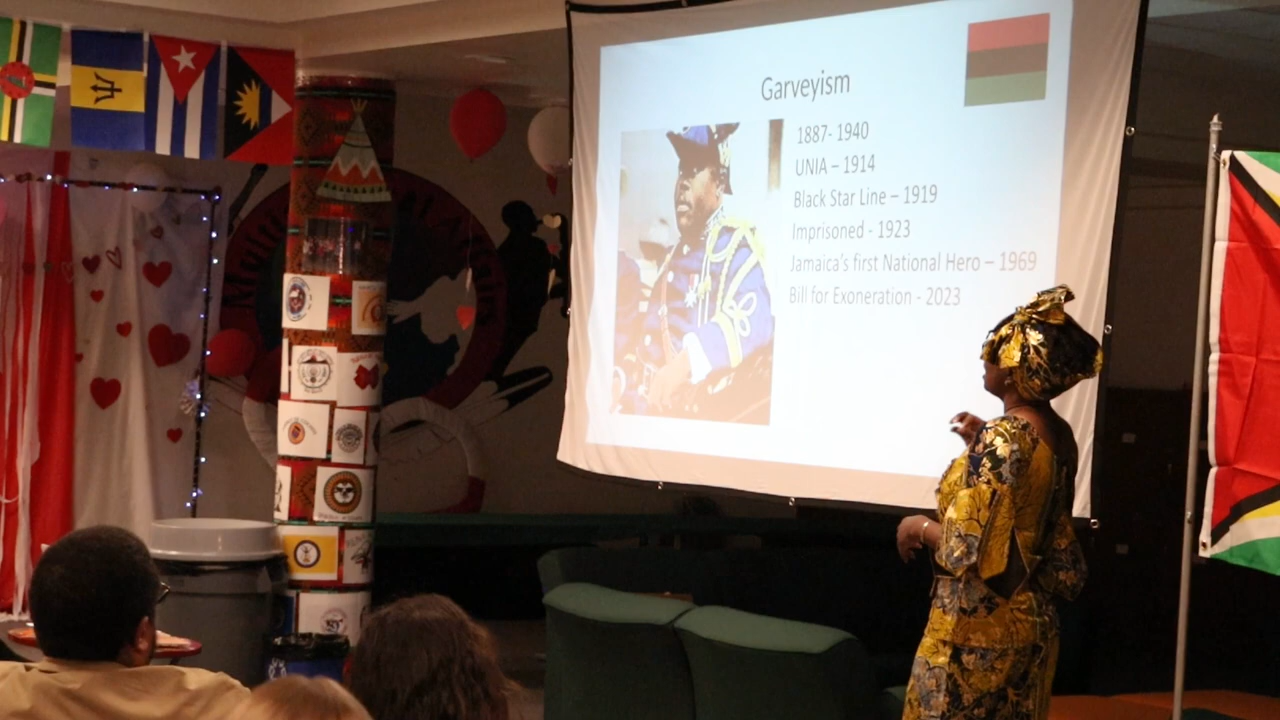 Garveyism
1887- 1940
UNIA – 1914
Black Star Line – 1919
Imprisoned - 1923
Jamaica's first National Hero – 1969
Bill for Exoneration - 2023